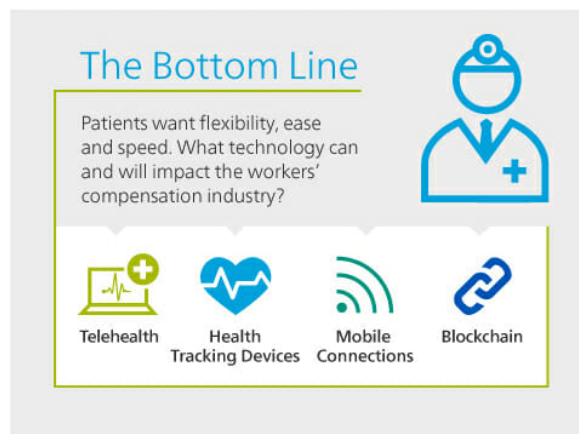 The Bottom Line
Patients want flexibility, ease
and speed. What technology can
and will impact the workers’
compensation industry?
Telehealth
Health
Tracking Devices
Mobile
Connections
Blockchain